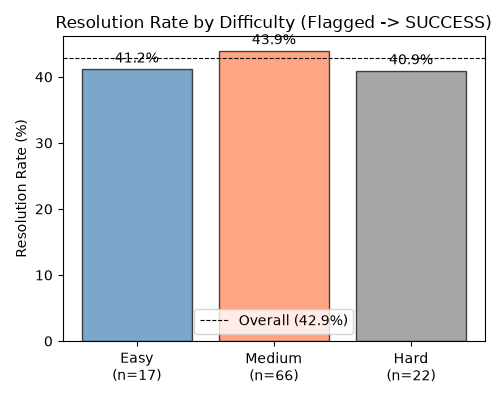 Resolution Rate by Difficulty (Flagged -> SUCCESS)
Resolution Rate (%)
40
30
20
10
0
41.2%
43.9%
40.9%
Overall (42.9%)
Easy
(n=17)
Medium
(n=66)
Hard
(n=22)